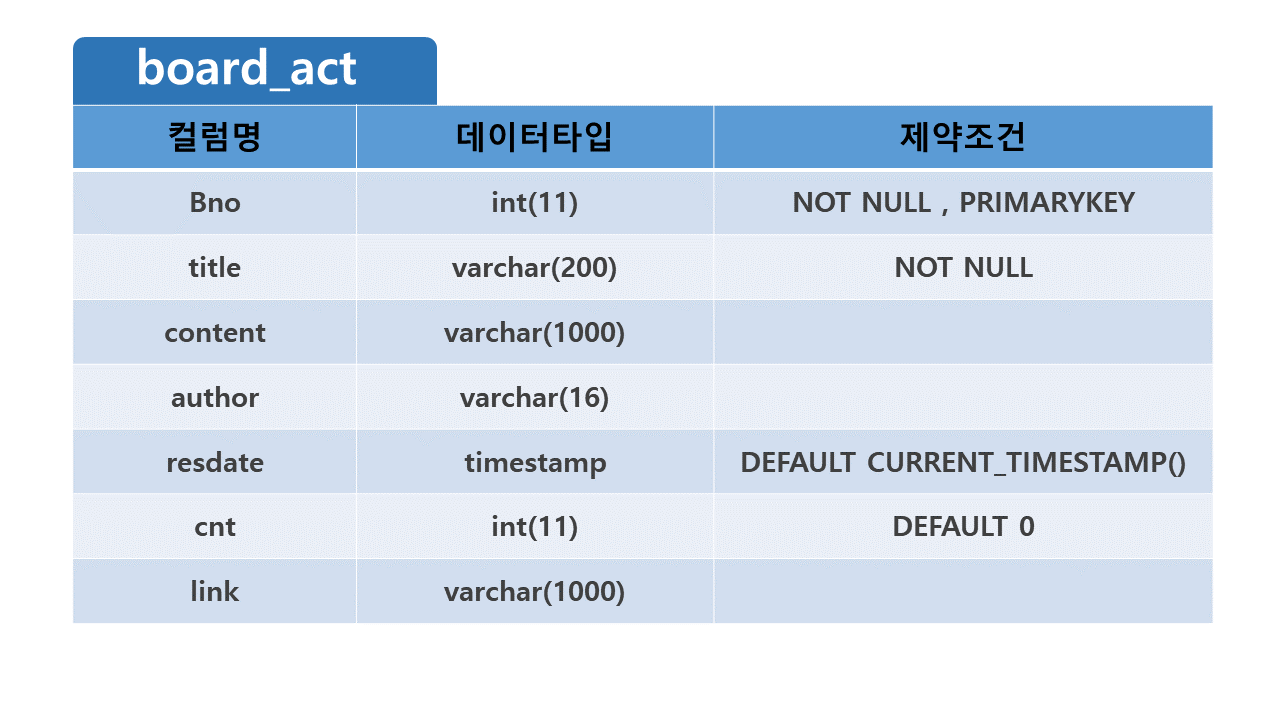 board_act
컬럼명 데이터타입 제약조건
Bno int(11) NOT NULL , PRIMARYKEY
title varchar(200) NOT NULL
content varchar(1000)
author varchar(16)
resdate timestamp DEFAULT CURRENT_TIMESTAMP()
cnt int(11) DEFAULT 0
link varchar(1000)